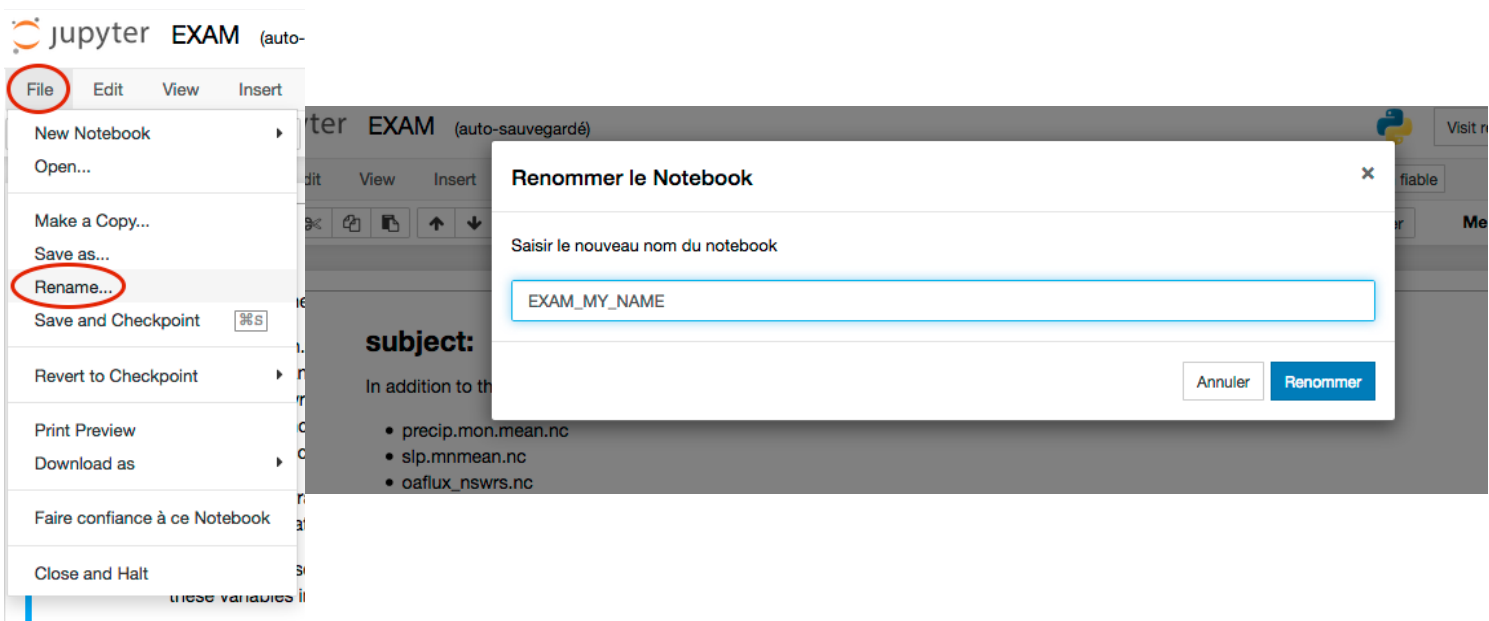 jupyter EXAM (auto-
File Edit View Insert
New Notebook
Open...
Make a Copy...
Save as...
Rename...
Save and Checkpoint ⌘S
Revert to Checkpoint
Print Preview
Download as
Faire confiance à ce Notebook
Close and Halt
these variables
yter EXAM (auto-sauvegardé)
Visit
dit View Insert
fiable
Renommer le Notebook
Saisir le nouveau nom du notebook
EXAM_MY_NAME
Annuler Renommer
subject:
In addition to th
• precip.mon.mean.nc
• slp.mnmean.nc
• oaflux_nswrs.nc